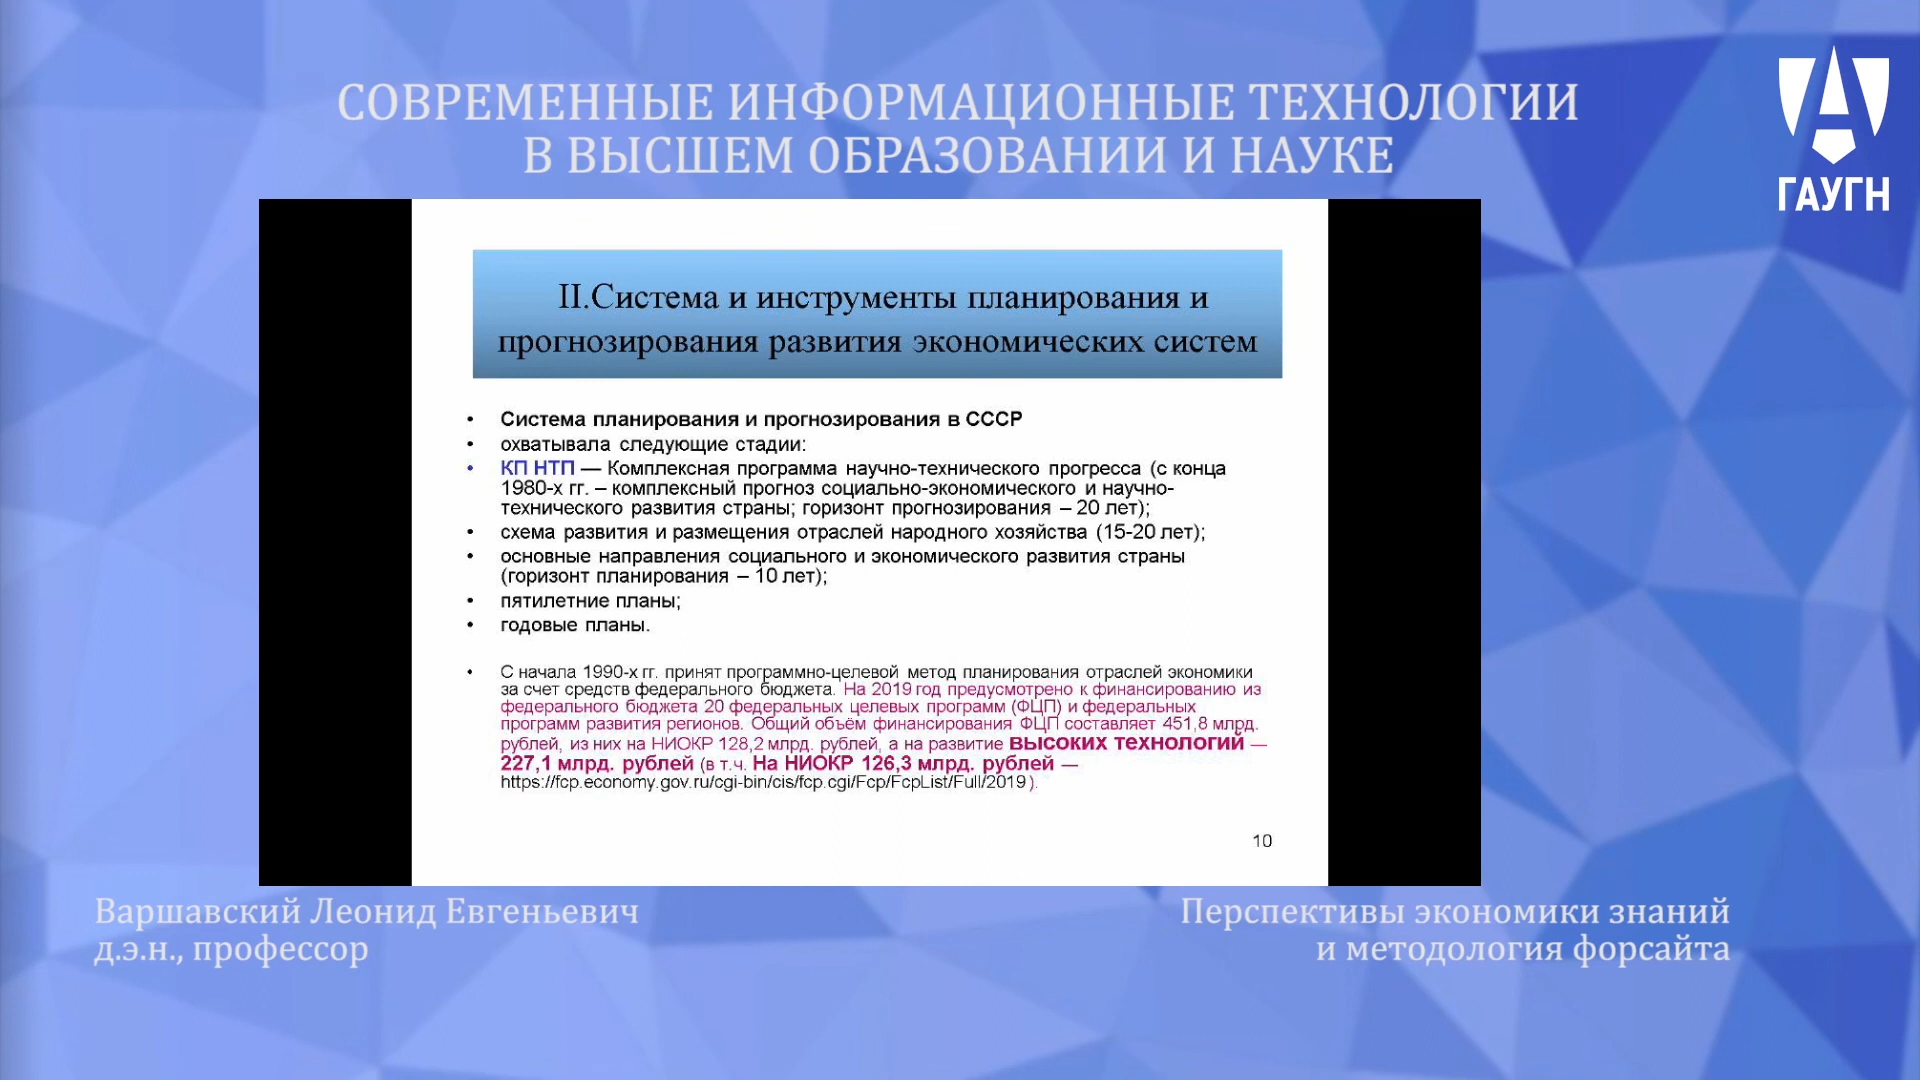 СОВРЕМЕННЫЕ ИНФОРМАЦИОННЫЕ ТЕХНОЛОГИИ
В ВЫСШЕМ ОБРАЗОВАНИИ И НАУКЕ
ГАУГН
II.Система и инструменты планирования и
прогнозирования развития экономических систем
• Система планирования и прогнозирования в СССР
• охватывала следующие стадии:
• КП НТП — Комплексная программа научно-технического прогресса (с конца
1980-х гг. – комплексный прогноз социально-экономического и научно-
технического развития страны; горизонт прогнозирования – 20 лет);
• схема развития и размещения отраслей народного хозяйства (15-20 лет);
• основные направления социального и экономического развития страны
(горизонт планирования – 10 лет);
• пятилетние планы;
• годовые планы.
• С начала 1990-х гг. принят программно-целевой метод планирования отраслей экономики
за счет средств федерального бюджета. На 2019 год предусмотрено к финансированию из
федерального бюджета 20 федеральных целевых программ (ФЦП) и федеральных
программ развития регионов. Общий объём финансирования ФЦП составляет 451,8 млрд.
рублей, из них на НИОКР 128,2 млрд. рублей, а на развитие высоких технологий —
227,1 млрд. рублей (в т.ч. На НИОКР 126,3 млрд. рублей —
https://fcp.economy.gov.ru/cgi-bin/cis/fcp.cgi/Fcp/FcpList/Full/2019 ).
10
Варшавский Леонид Евгеньевич
д.э.н., профессор
Перспективы экономики знаний
и методология форсайта